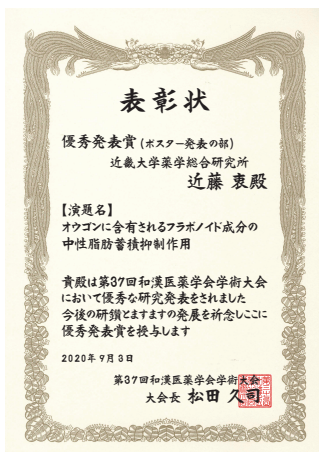 表彰状
優秀発表賞(ポスター発表の部)
近畿大学薬学総合研究所
近藤 衷殿
【演題名】
オウゴンに含有されるフラボノイド成分の
中性脂肪蓄積抑制作用
貴殿は第37回和漢医薬学会学術大会
において優秀な研究発表をされました
今後の研鑽とますますの発展を祈念しここに
優秀発表賞を授与します
2020年9月3日
第37回和漢医薬学会学術大会
大会長 松田久司